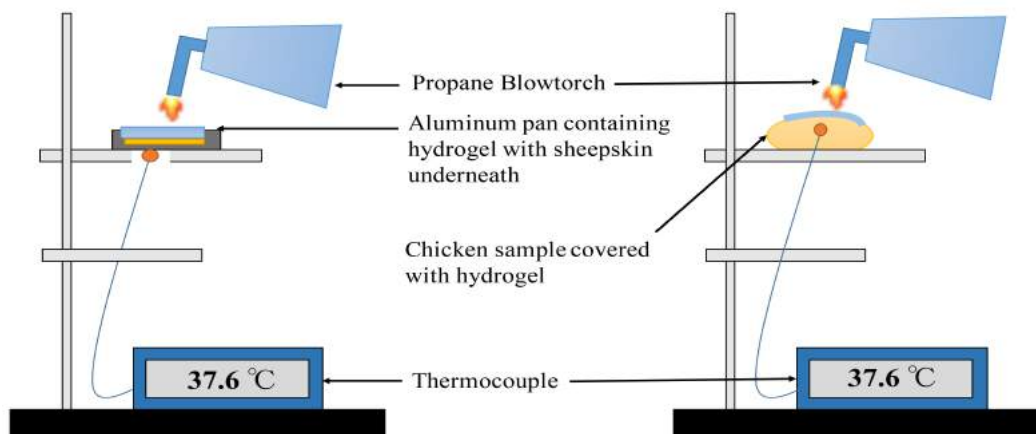 Propane Blowtorch
Aluminum pan containing
hydrogel with sheepskin
underneath
Chicken sample covered
with hydrogel
37.6 ℃
Thermocouple
37.6 ℃